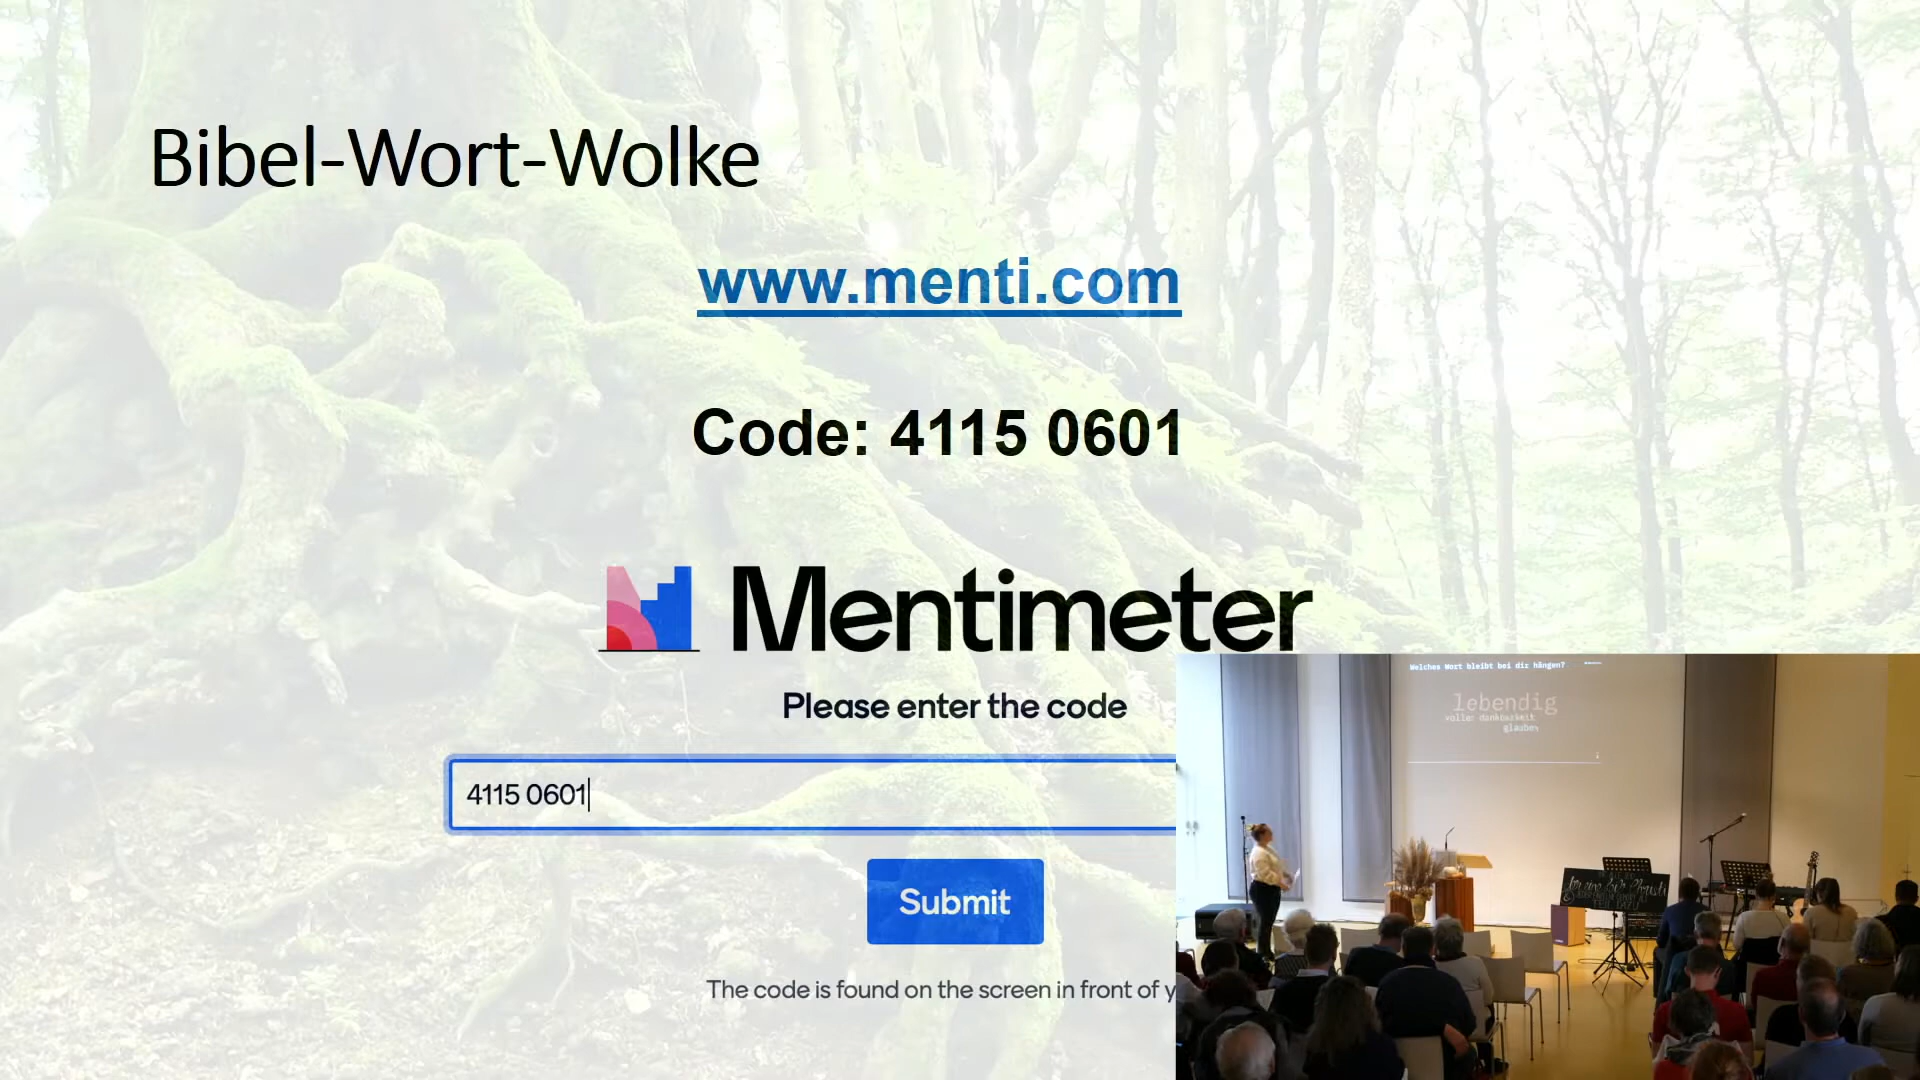 Bibel-Wort-Wolke
www.menti.com
Code: 4115 0601
Mentimeter
Please enter the code
4115 0601
Submit
The code is found on the screen in front of y
Welches Wort bleibt bei dir hängen?
lebendig
voller dankbarkeit
glauben